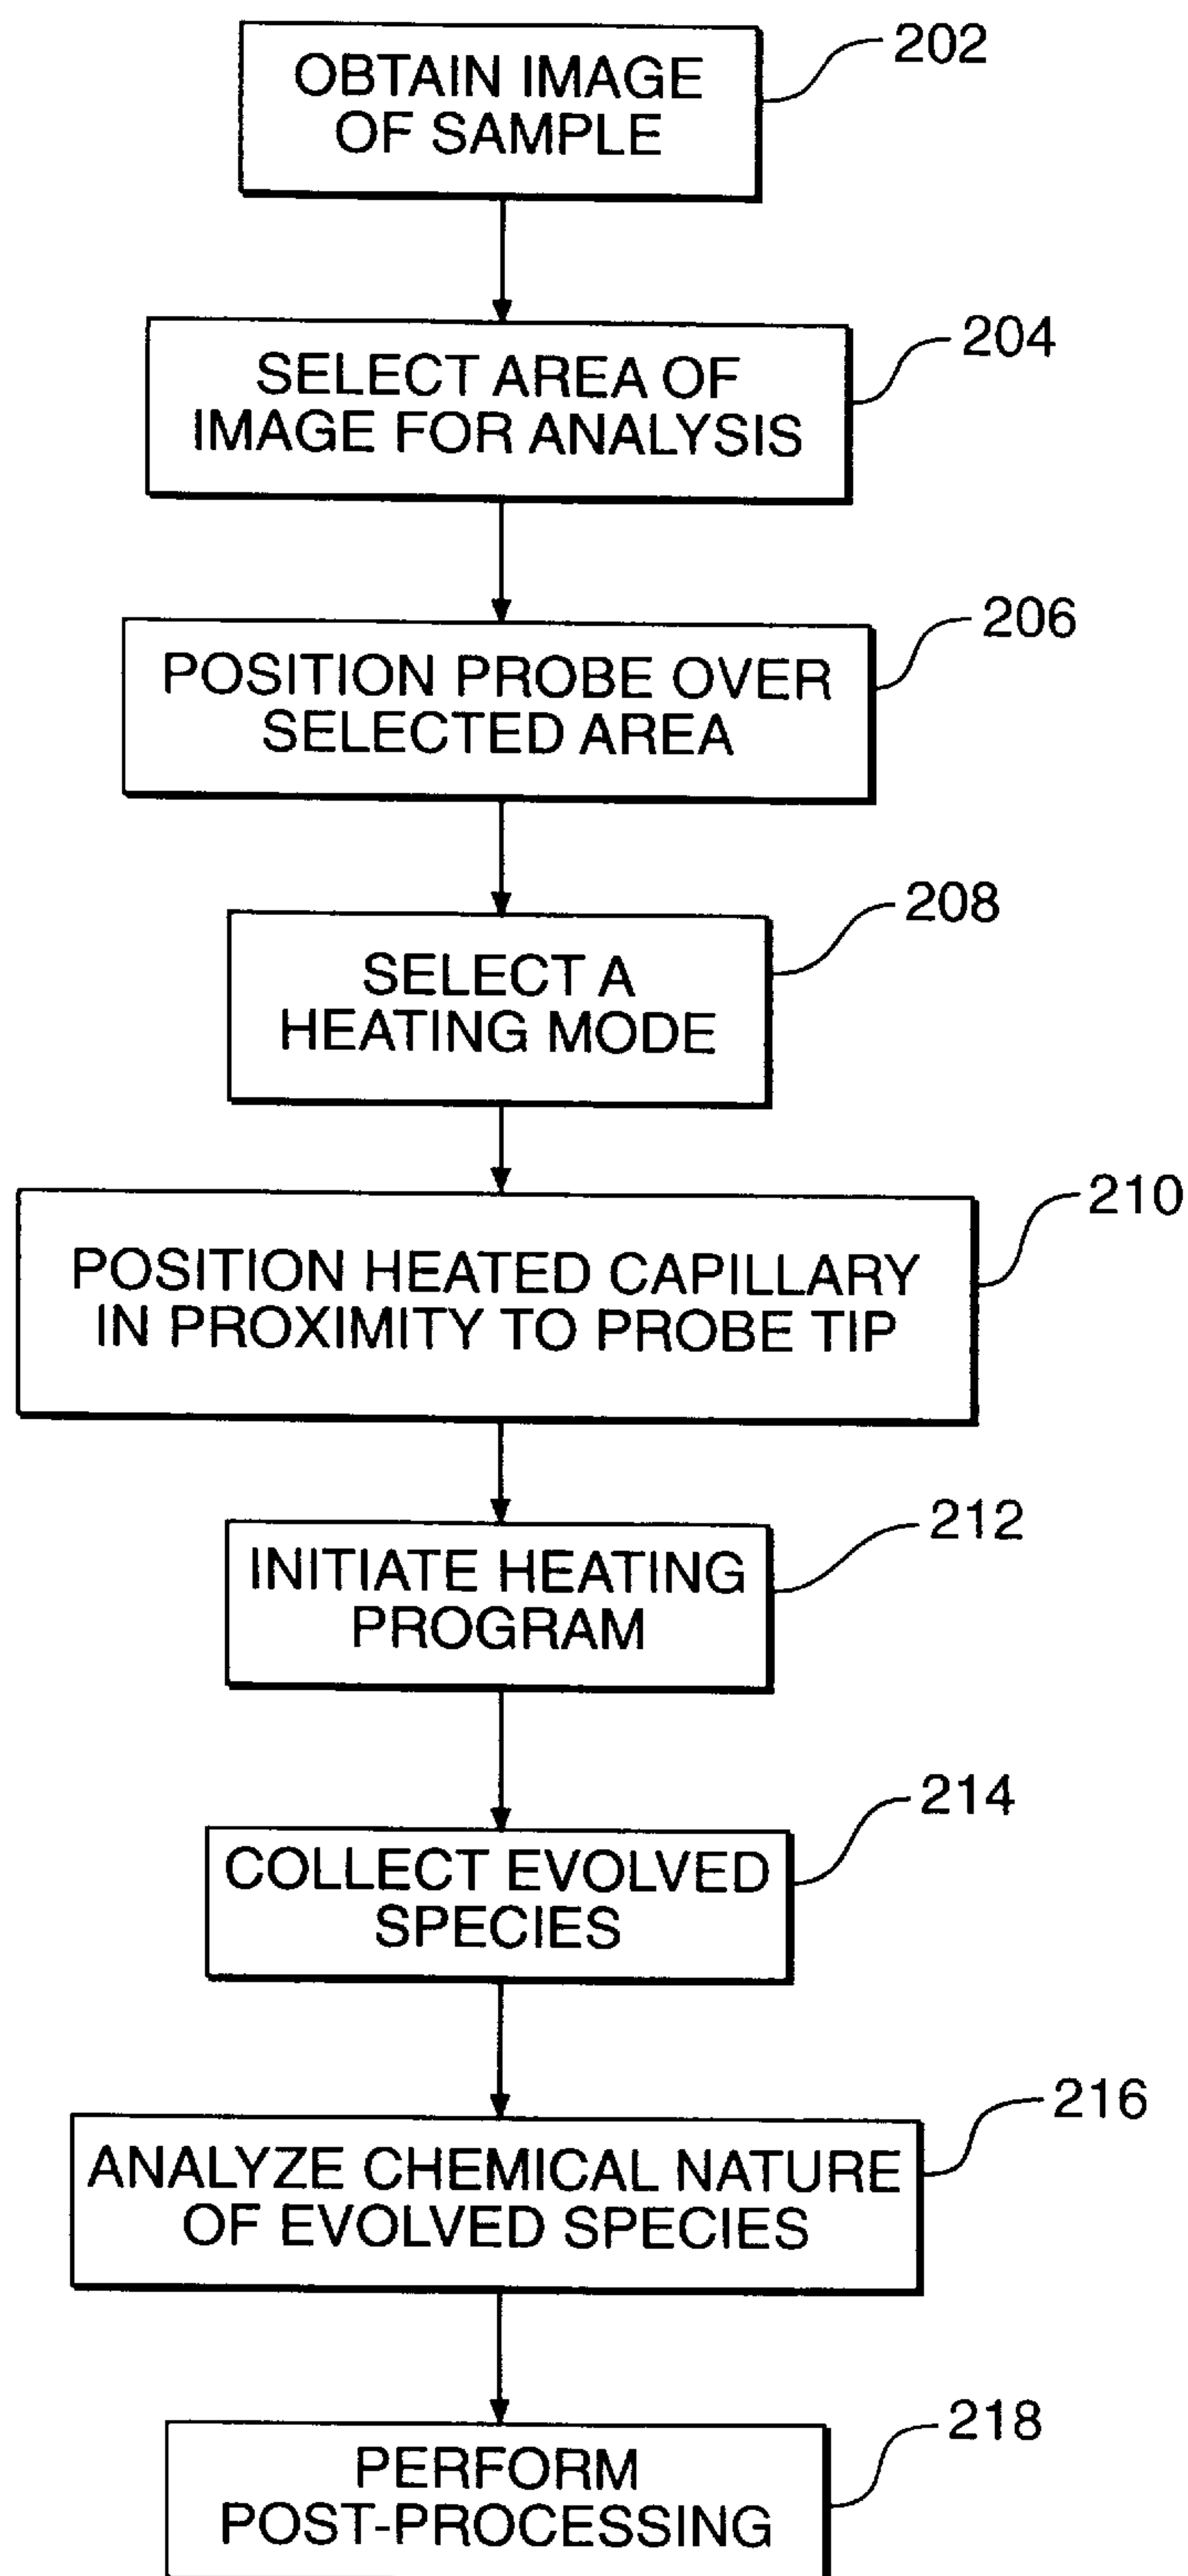 202
OBTAIN IMAGE
OF SAMPLE
204
SELECT AREA OF
IMAGE FOR ANALYSIS
206
POSITION PROBE OVER
SELECTED AREA
208
SELECT A
HEATING MODE
210
POSITION HEATED CAPILLARY
IN PROXIMITY TO PROBE TIP
212
INITIATE HEATING
PROGRAM
214
COLLECT EVOLVED
SPECIES
216
ANALYZE CHEMICAL NATURE
OF EVOLVED SPECIES
218
PERFORM
POST-PROCESSING